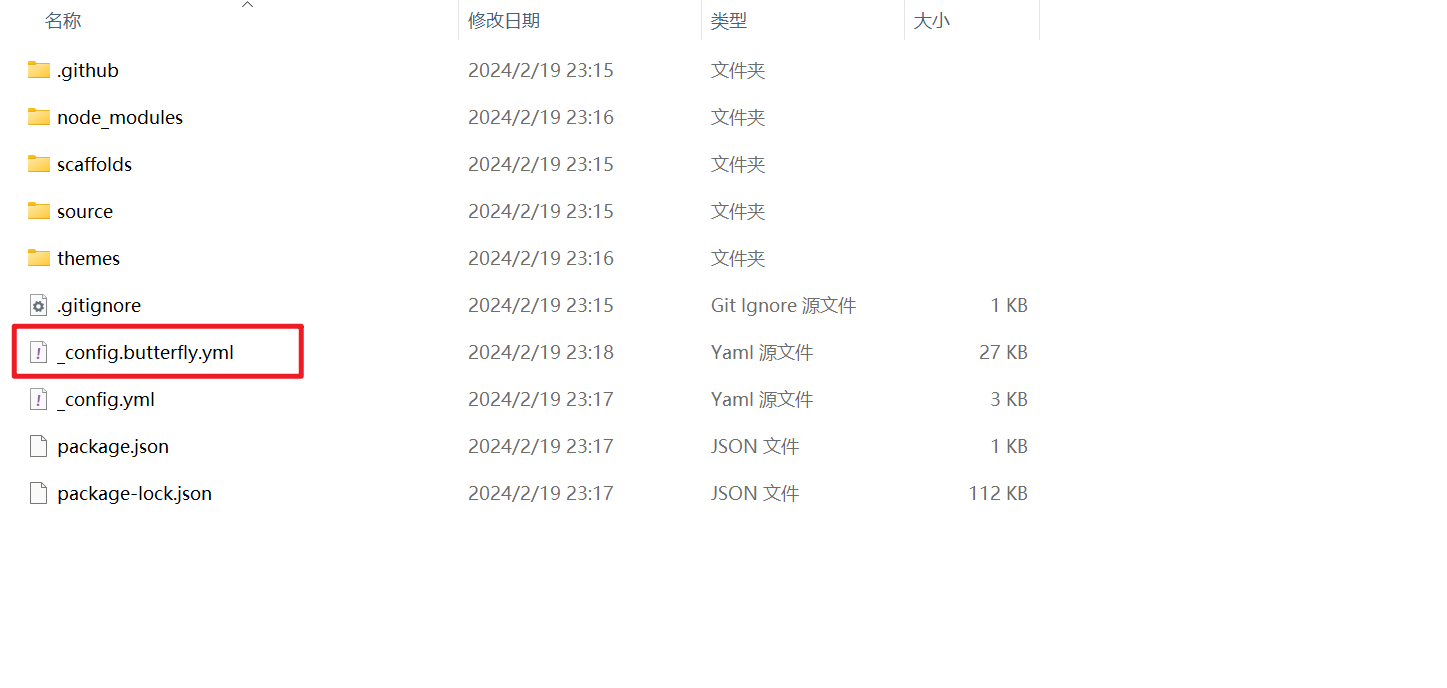 名称 修改日期 类型 大小
.github 2024/2/19 23:15 文件夹
node_modules 2024/2/19 23:16 文件夹
scaffolds 2024/2/19 23:15 文件夹
source 2024/2/19 23:15 文件夹
themes 2024/2/19 23:16 文件夹
.gitignore 2024/2/19 23:15 Git Ignore 源文件 1 KB
_config.butterfly.yml 2024/2/19 23:18 Yaml 源文件 27 KB
_config.yml 2024/2/19 23:17 Yaml 源文件 3 KB
package.json 2024/2/19 23:17 JSON 文件 1 KB
package-lock.json 2024/2/19 23:17 JSON 文件 112 KB